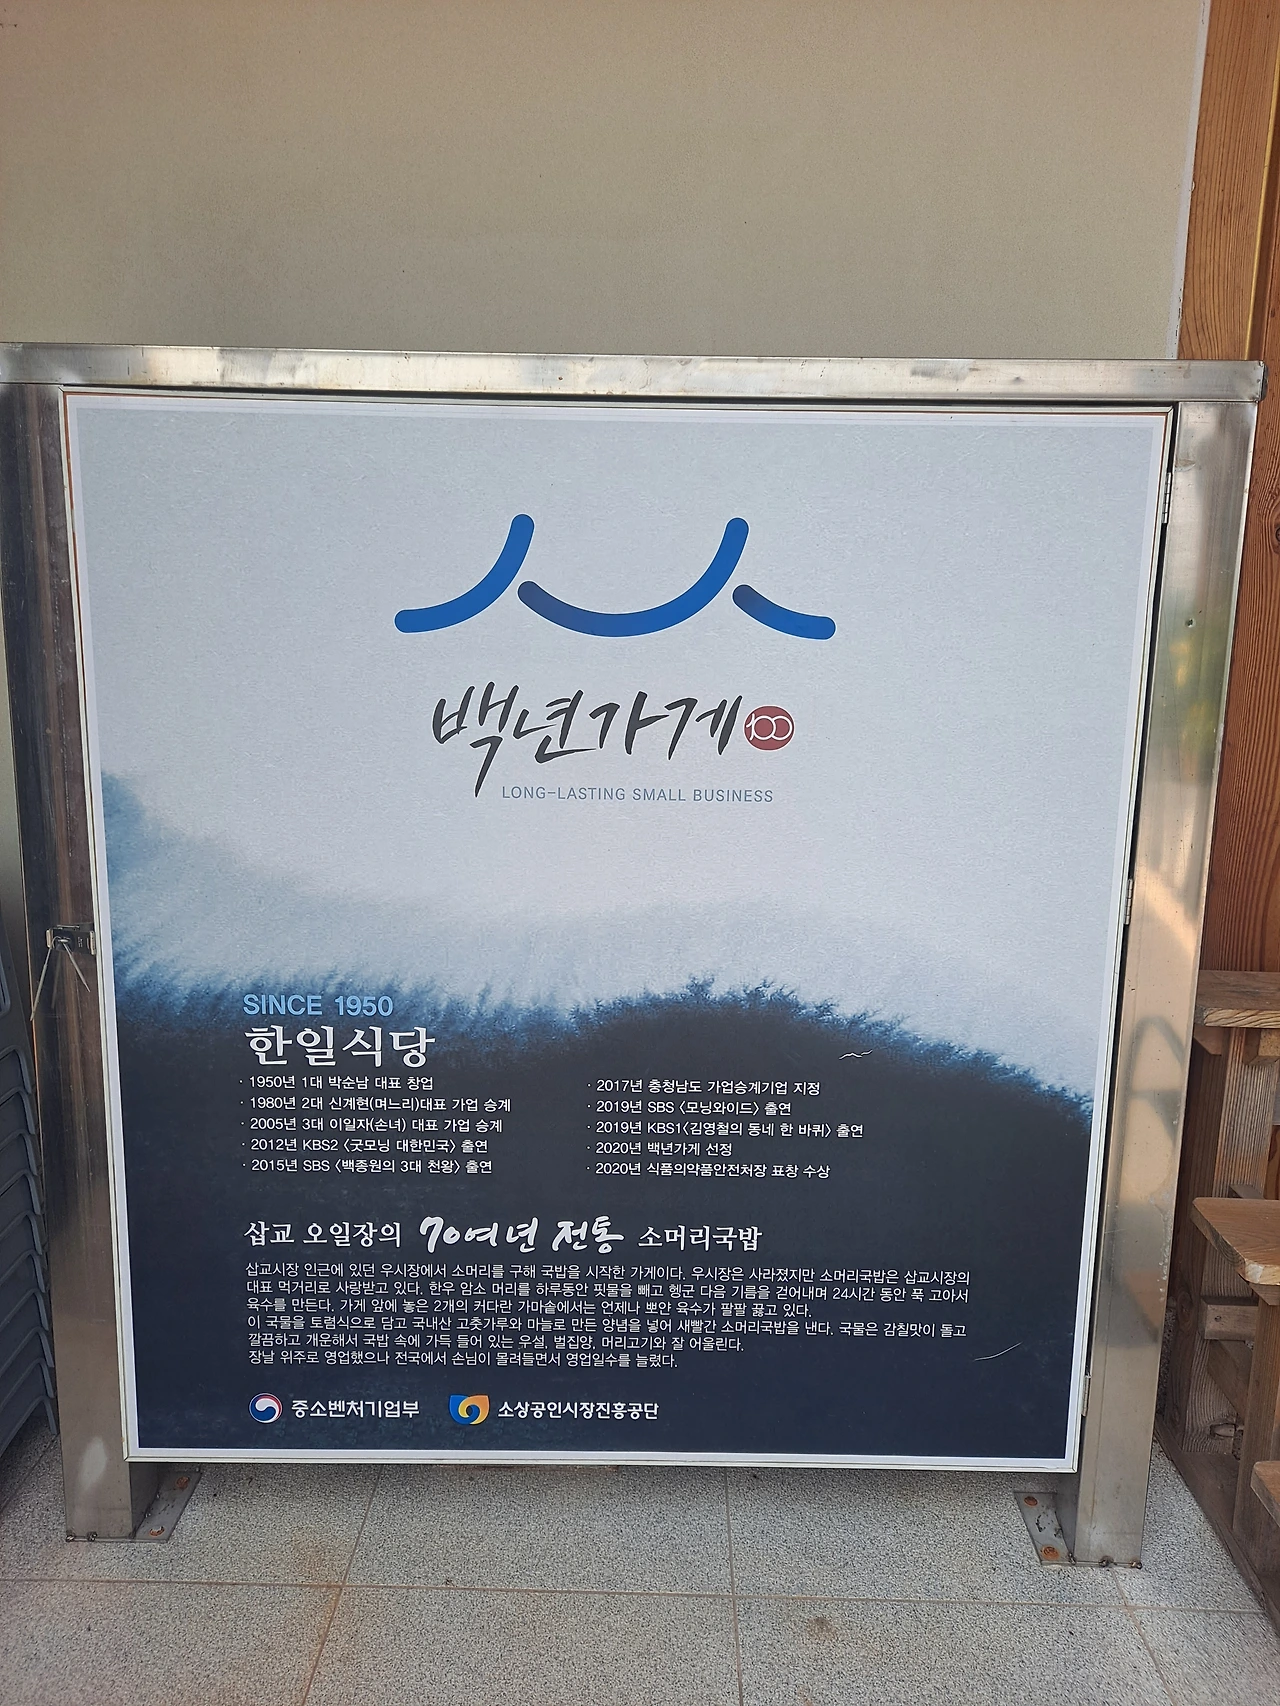 백년가게 100
LONG-LASTING SMALL BUSINESS
SINCE 1950
한일식당
· 1950년 1대 박순남 대표 창업
· 1980년 2대 신계현(며느리)대표 가업 승계
· 2005년 3대 이일자(손녀) 대표 가업 승계
· 2012년 KBS2 <굿모닝 대한민국> 출연
· 2015년 SBS <백종원의 3대 천왕> 출연
· 2017년 충청남도 가업승계기업 지정
· 2019년 SBS <모닝와이드> 출연
· 2019년 KBS1<김영철의 동네 한 바퀴> 출연
· 2020년 백년가게 선정
· 2020년 식품의약품안전처장 표창 수상
삽교 오일장의 70여년 전통 소머리국밥
삽교시장 인근에 있던 우시장에서 소머리를 구해 국밥을 시작한 가게이다. 우시장은 사라졌지만 소머리국밥은 삽교시장의
대표 먹거리로 사랑받고 있다. 한우 암소 머리를 하루동안 핏물을 빼고 헹군 다음 기름을 걷어내며 24시간 동안 푹 고아서
육수를 만든다. 가게 앞에 놓은 2개의 커다란 가마솥에서는 언제나 뽀얀 육수가 팔팔 끓고 있다.
이 국물을 토렴식으로 담고 국내산 고춧가루와 마늘로 만든 양념을 넣어 새빨간 소머리국밥을 낸다. 국물은 감칠맛이 돌고
깔끔하고 개운해서 국밥 속에 가득 들어 있는 우설, 벌집양, 머리고기와 잘 어울린다.
장날 위주로 영업했으나 전국에서 손님이 몰려들면서 영업일수를 늘렸다.
중소벤처기업부 소상공인시장진흥공단